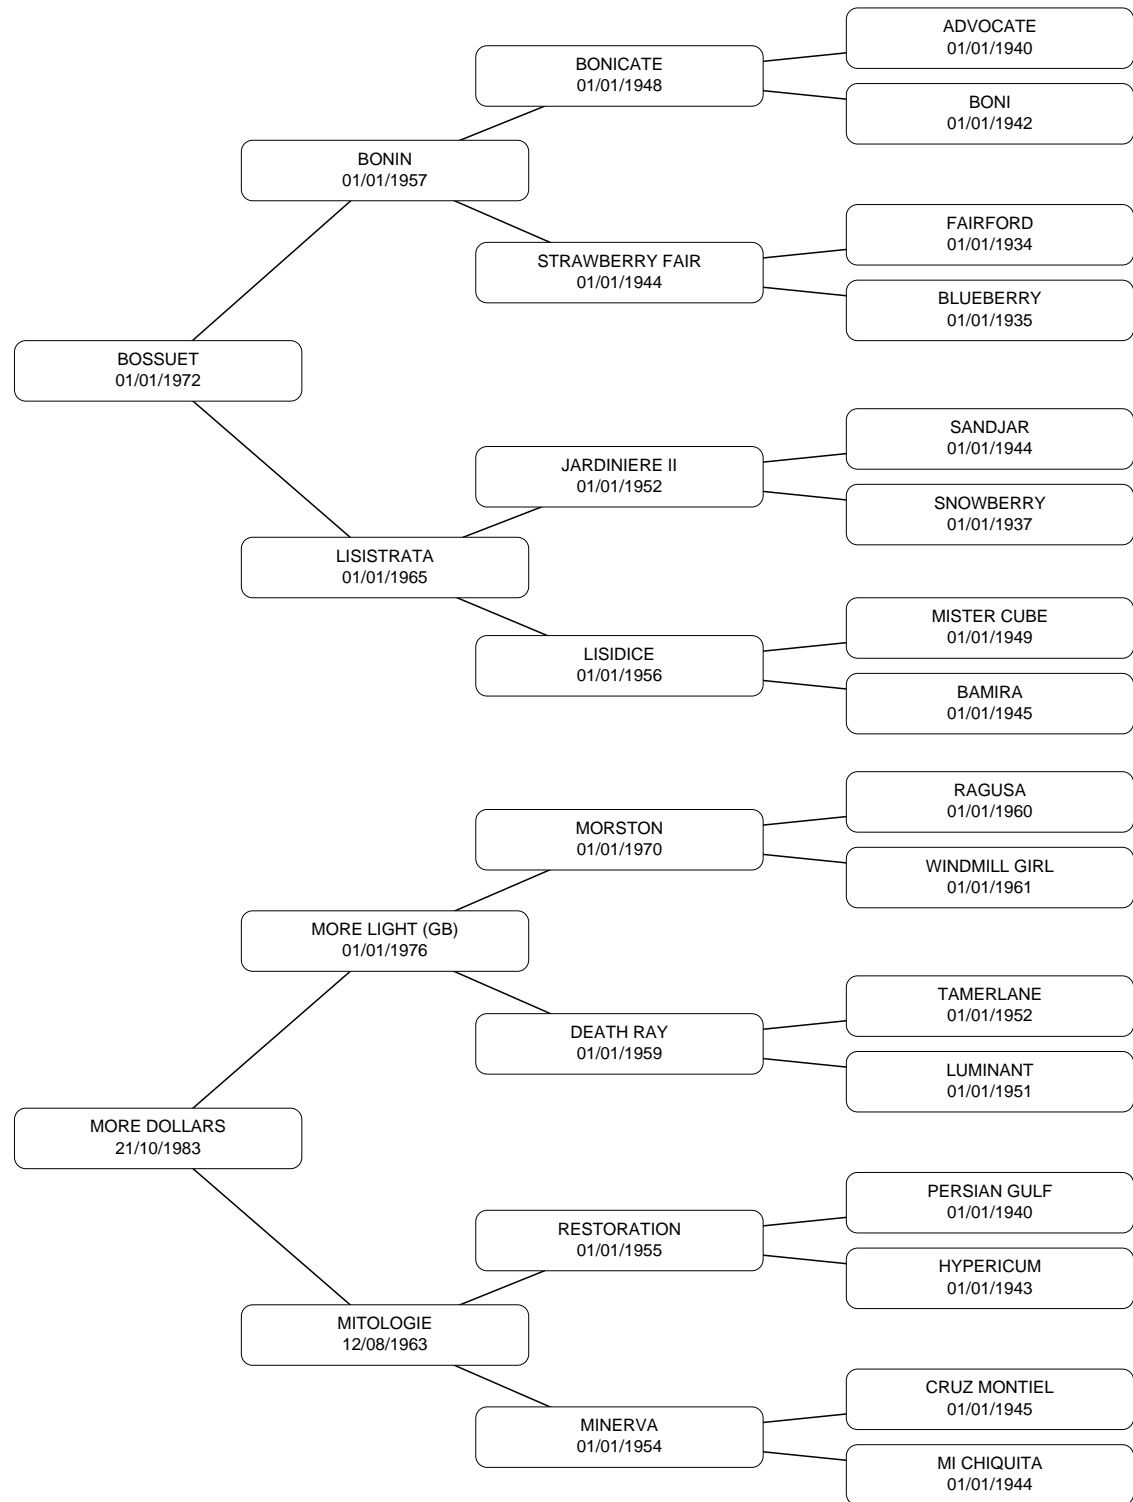 ADVOCATE
01/01/1940
BONICATE
01/01/1948
BONI
01/01/1942
BONIN
01/01/1957
FAIRFORD
01/01/1934
STRAWBERRY FAIR
01/01/1944
BLUEBERRY
01/01/1935
BOSSUET
01/01/1972
SANDJAR
01/01/1944
JARDINIERE II
01/01/1952
SNOWBERRY
01/01/1937
LISISTRATA
01/01/1965
MISTER CUBE
01/01/1949
LISIDICE
01/01/1956
BAMIRA
01/01/1945
RAGUSA
01/01/1960
MORSTON
01/01/1970
WINDMILL GIRL
01/01/1961
MORE LIGHT (GB)
01/01/1976
TAMERLANE
01/01/1952
DEATH RAY
01/01/1959
LUMINANT
01/01/1951
MORE DOLLARS
21/10/1983
PERSIAN GULF
01/01/1940
RESTORATION
01/01/1955
HYPERICUM
01/01/1943
MITOLOGIE
12/08/1963
CRUZ MONTIEL
01/01/1945
MINERVA
01/01/1954
MI CHIQUITA
01/01/1944